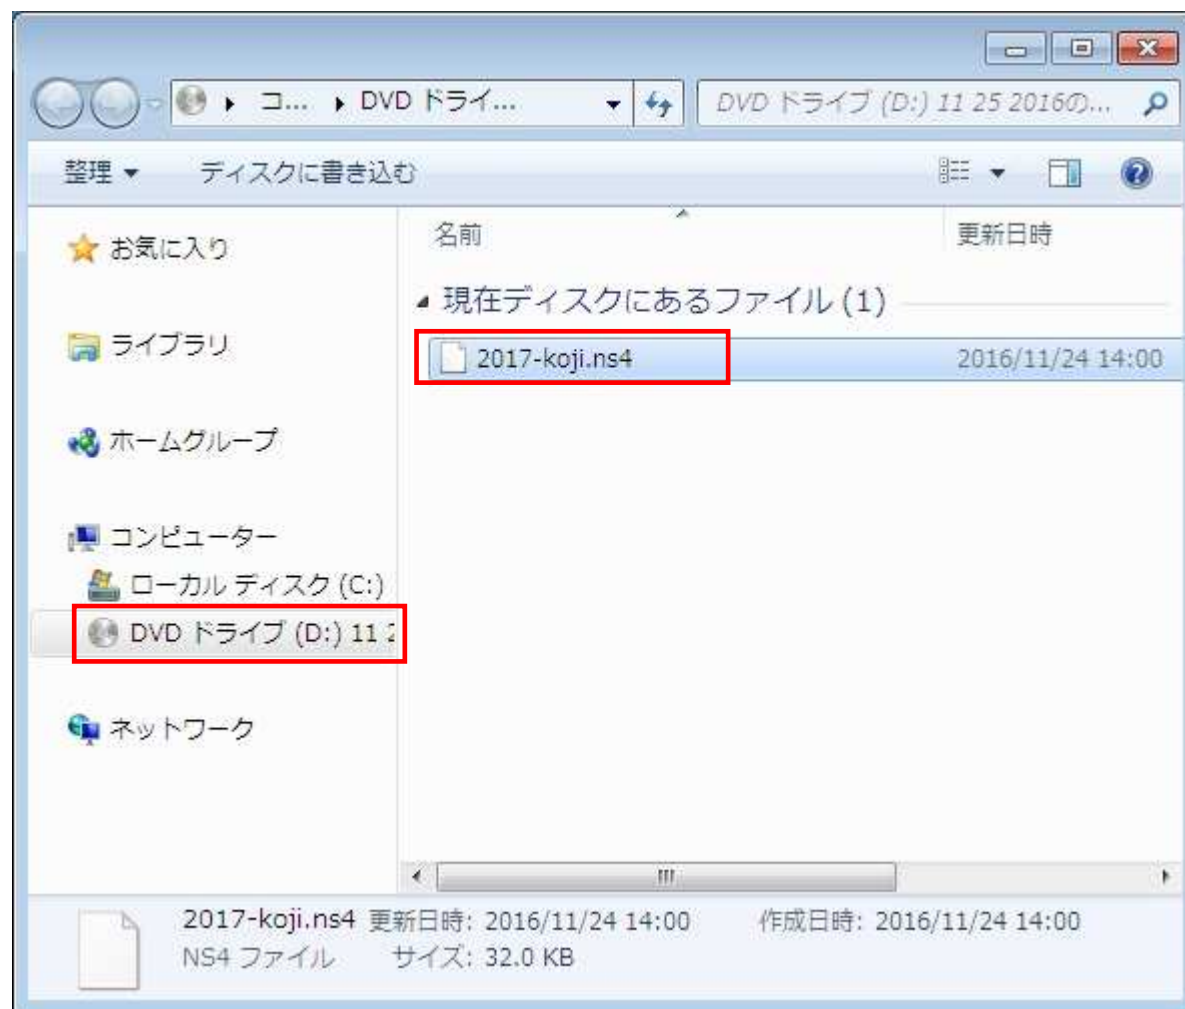 コ... DVD ドライ... DVD ドライブ (D:) 11 25 2016の...
整理 ディスクに書き込む
名前 更新日時
お気に入り
現在ディスクにあるファイル (1)
ライブラリ
2017-koji.ns4 2016/11/24 14:00
ホームグループ
コンピューター
ローカル ディスク (C:)
DVD ドライブ (D:) 11 2
ネットワーク
2017-koji.ns4 更新日時: 2016/11/24 14:00 作成日時: 2016/11/24 14:00
NS4 ファイル サイズ: 32.0 KB